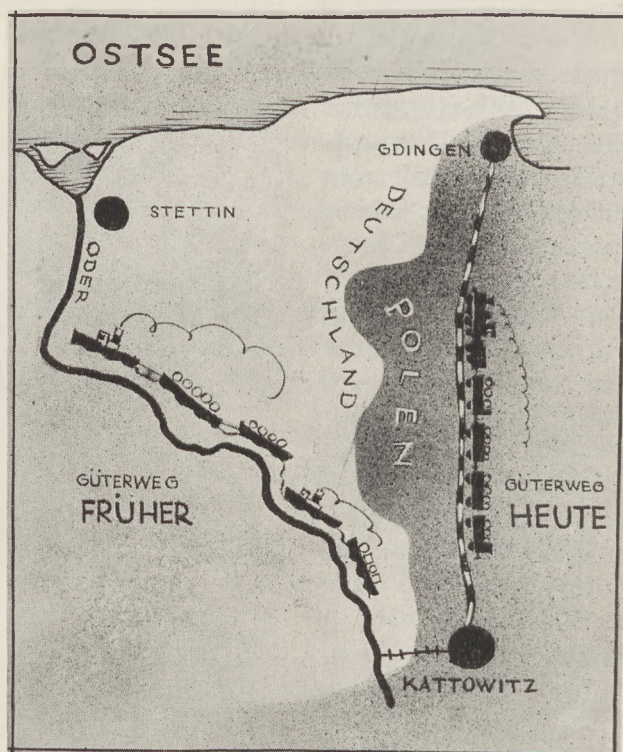 OSTSEE
GDINGEN
STETTIN
ODER
DEUTSCHLAND
POLEN
GÜTERWEG
FRÜHER
GÜTERWEG
HEUTE
KATTOWITZ